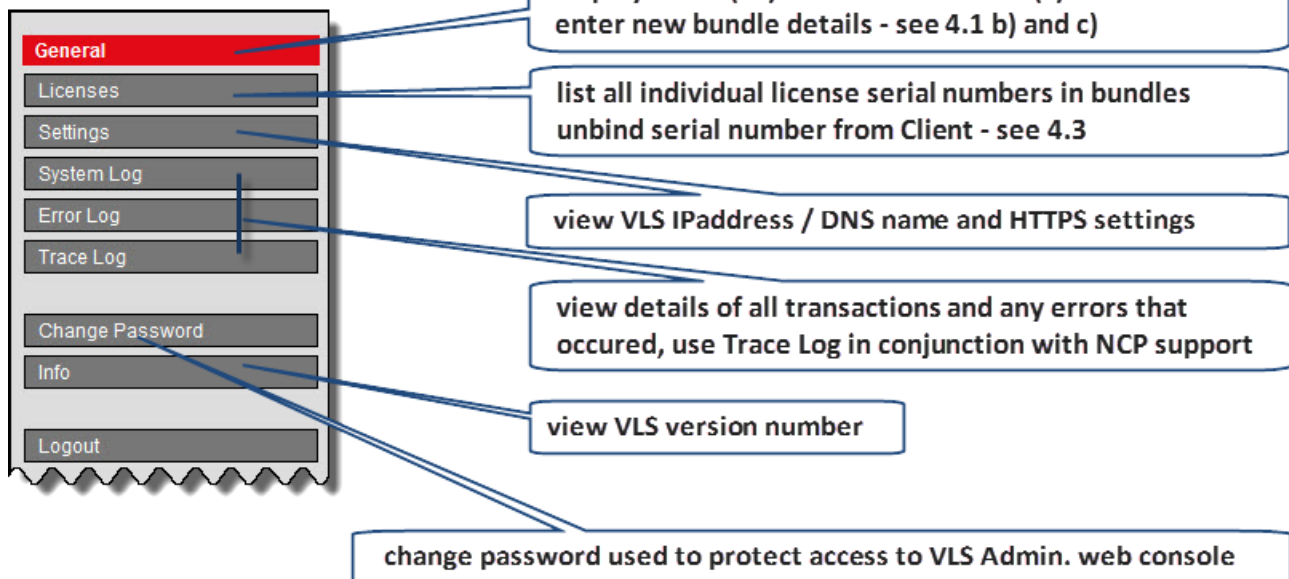 General
Licenses
Settings
System Log
Error Log
Trace Log
Change Password
Info
Logout
enter new bundle details - see 4.1 b) and c)
list all individual license serial numbers in bundles
unbind serial number from Client - see 4.3
view VLS IPaddress / DNS name and HTTPS settings
view details of all transactions and any errors that
occured, use Trace Log in conjunction with NCP support
view VLS version number
change password used to protect access to VLS Admin. web console